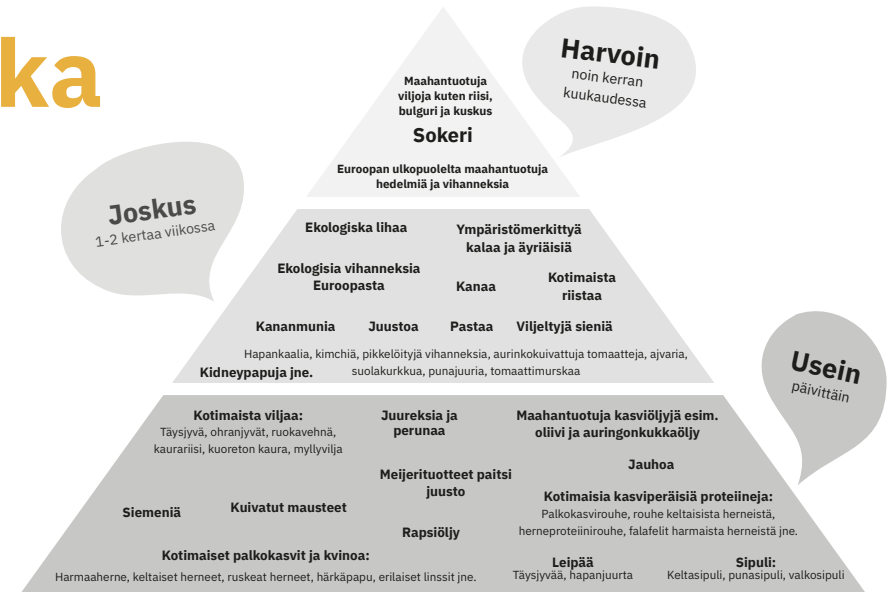 ka
Harvoin
noin kerran
kuukaudessa
Maahantuotuja
viljoja kuten riisi,
bulguri ja kuskus
Sokeri
Euroopan ulkopuolelta maahantuotuja
hedelmiä ja vihanneksia
Joskus
1-2 kertaa viikossa
Ekologiska lihaa
Ympäristömerkittyä
kalaa ja äyriäisiä
Ekologisia vihanneksia
Euroopasta
Kanaa
Kotimaista
riistaa
Kananmunia
Juustoa
Pastaa
Viljeltyjä sieniä
Hapankaalia, kimchiä, pikkelöityjä vihanneksia, aurinkokuivattuja tomaatteja, ajvaria,
suolakurkkua, punajuuria, tomaattimurskaa
Kidneypapuja jne.
Usein
päivittäin
Kotimaista viljaa:
Täysjyvä, ohranjyvät, ruokavehnä,
kaurariisi, kuoreton kaura, myllyvilja
Juureksia ja
perunaa
Maahantuotuja kasviöljyjä esim.
oliivi ja auringonkukkaöljy
Jauhoa
Meijerituotteet paitsi
juusto
Kotimaisia kasviperäisiä proteiineja:
Palkokasvirouhe, rouhe keltaisista herneistä,
herneproteiinirouhe, falafelit harmaista herneistä jne.
Siemeniä
Kuivatut mausteet
Rapsiöljy
Kotimaiset palkokasvit ja kvinoa:
Harmaaherne, keltaiset herneet, ruskeat herneet, härkäpapu, erilaiset linssit jne.
Leipää
Täysjyvää, hapanjuurta
Sipuli:
Keltasipuli, punasipuli, valkosipuli